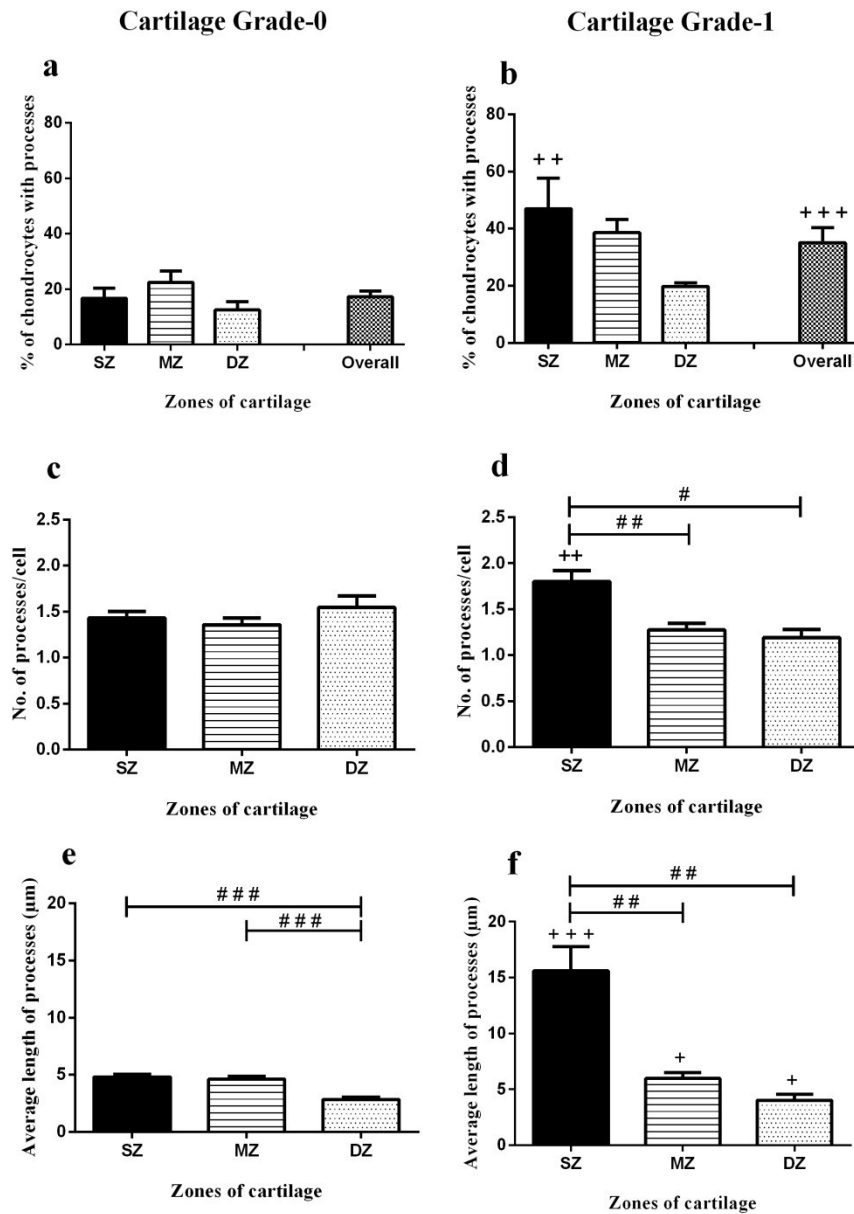 Cartilage Grade-0
Cartilage Grade-1
a
% of chondrocytes with processes
80
60
40
20
0
SZ MZ DZ Overall
Zones of cartilage
b
% of chondrocytes with processes
80
60
40
20
0
++
+++
SZ MZ DZ Overall
Zones of cartilage
c
No. of processes/cell
2.5
2.0
1.5
1.0
0.5
0.0
SZ MZ DZ
Zones of cartilage
d
No. of processes/cell
2.5
2.0
1.5
1.0
0.5
0.0
#
##
++
SZ MZ DZ
Zones of cartilage
e
Average length of processes (µm)
20
15
10
5
0
###
###
SZ MZ DZ
Zones of cartilage
f
Average length of processes (µm)
20
15
10
5
0
##
##
+++
+
+
SZ MZ DZ
Zones of cartilage